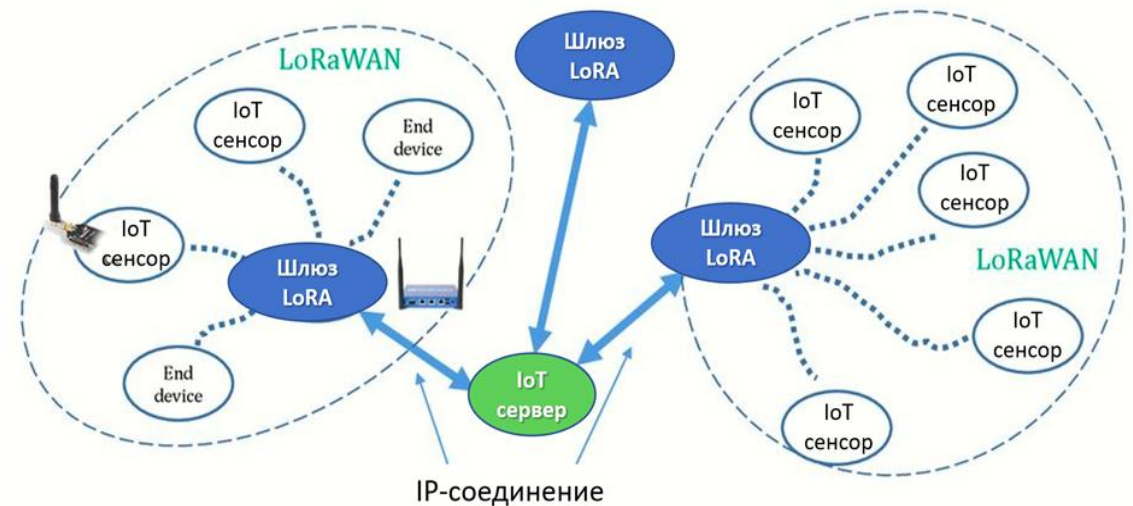 LoRaWAN
IoT
сенсор
End
device
IoT
сенсор
Шлюз
LoRA
End
device
Шлюз
LoRA
IoT
сервер
IP-соединение
IoT
сенсор
IoT
сенсор
IoT
сенсор
Шлюз
LoRA
LoRaWAN
IoT
сенсор
IoT
сенсор